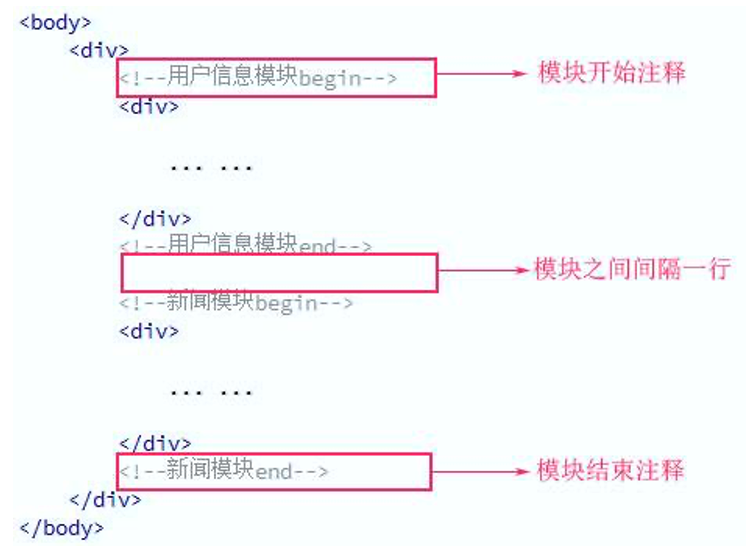 <body>
<div>
<!--用户信息模块begin--> 模块开始注释
<div>
... ...
</div>
<!--用户信息模块end-->
模块之间间隔一行
<!--新闻模块begin-->
<div>
... ...
</div>
<!--新闻模块end--> 模块结束注释
</div>
</body>